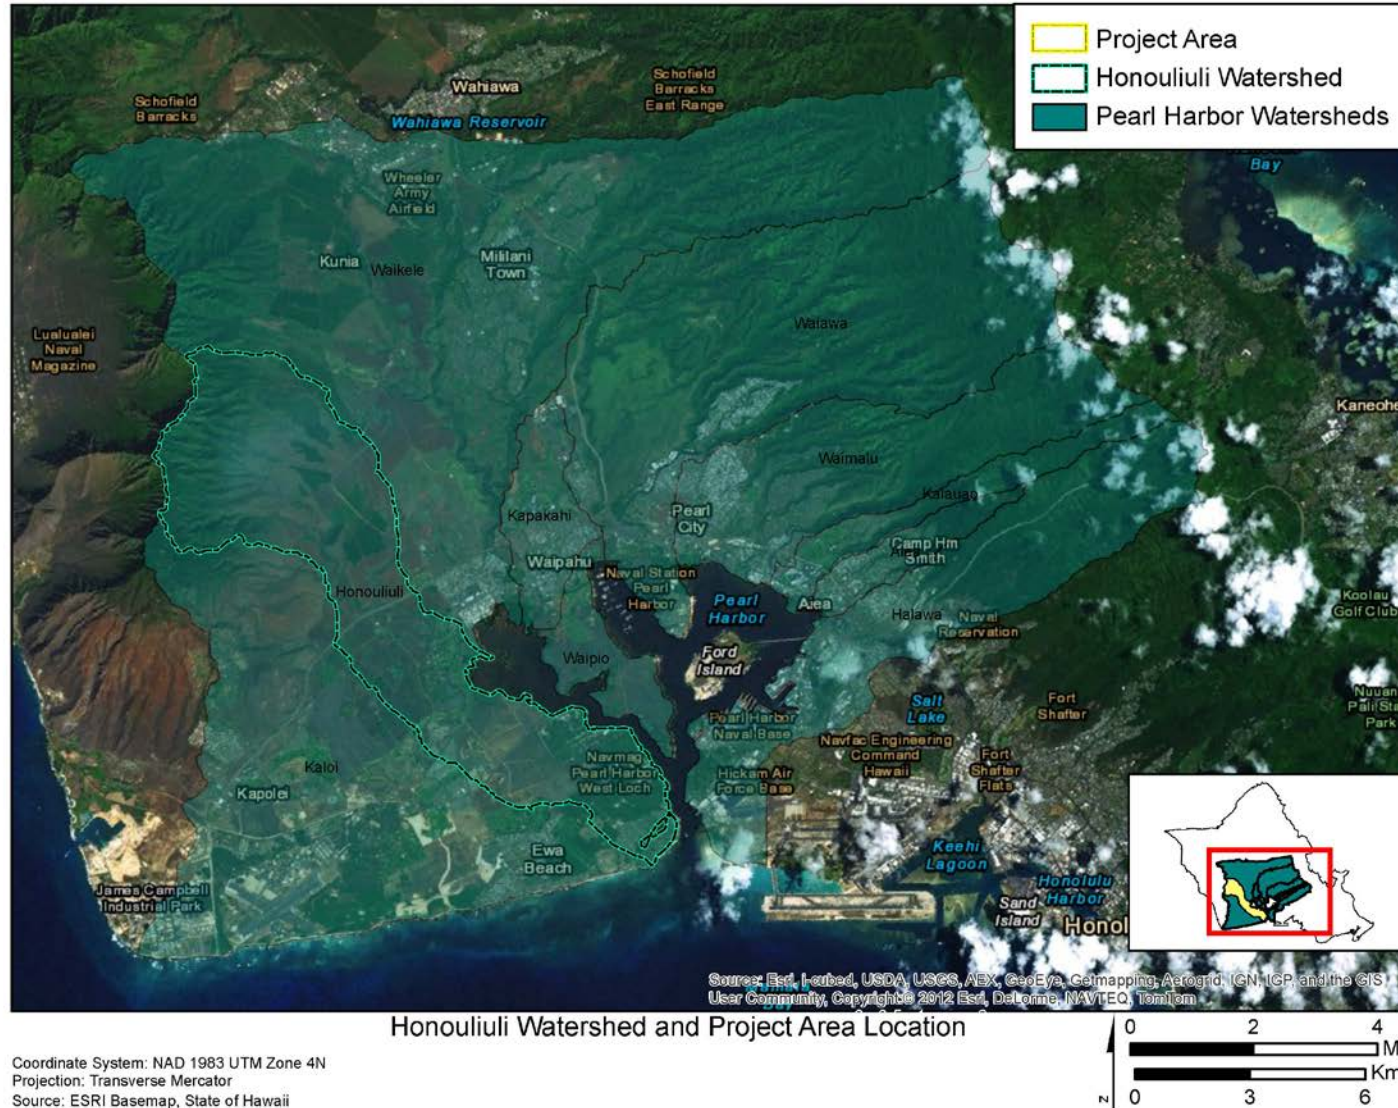 Project Area
Honouliuli Watershed
Pearl Harbor Watersheds
Wahiawa
Schofield
Barracks
East Range
Schofield
Barracks
Wahiawa Reservoir
Bay
Wheeler
Army
Airfield
Kunia
Waikele
Mililani
Town
Waiawa
Lualualei
Naval
Magazine
Kaneohe
Waimalu
Kalauao
Kapakahi
Pearl
City
Camp Hm
Smith
Waipahu
Naval Station
Pearl
Harbor
Pearl
Harbor
Aiea
Honouliuli
Halawa
Naval
Reservation
Koolau
Golf Club
Waipio
Ford
Island
Salt
Lake
Fort
Shafter
Nuuan
Pali Sta
Park
Pearl Harbor
Naval Base
Navfac Engineering
Command
Hawaii
Fort
Shafter
Flats
Navmag
Pearl Harbor
West Loch
Hickam Air
Force Base
Kaloi
Kapolei
Ewa
Beach
Keehi
Lagoon
James Campbell
Industrial Park
Sand
Island
Honolulu
Harbor
Honol
Source: Esri, i-cubed, USDA, USGS, AEX, GeoEye, Getmapping, Aerogrid, IGN, IGP, and the GIS
User Community, Copyright:© 2012 Esri, DeLorme, NAVTEQ, TomTom
Honouliuli Watershed and Project Area Location
Coordinate System: NAD 1983 UTM Zone 4N
Projection: Transverse Mercator
Source: ESRI Basemap, State of Hawaii
0 2 4
M
Km
0 3 6
z